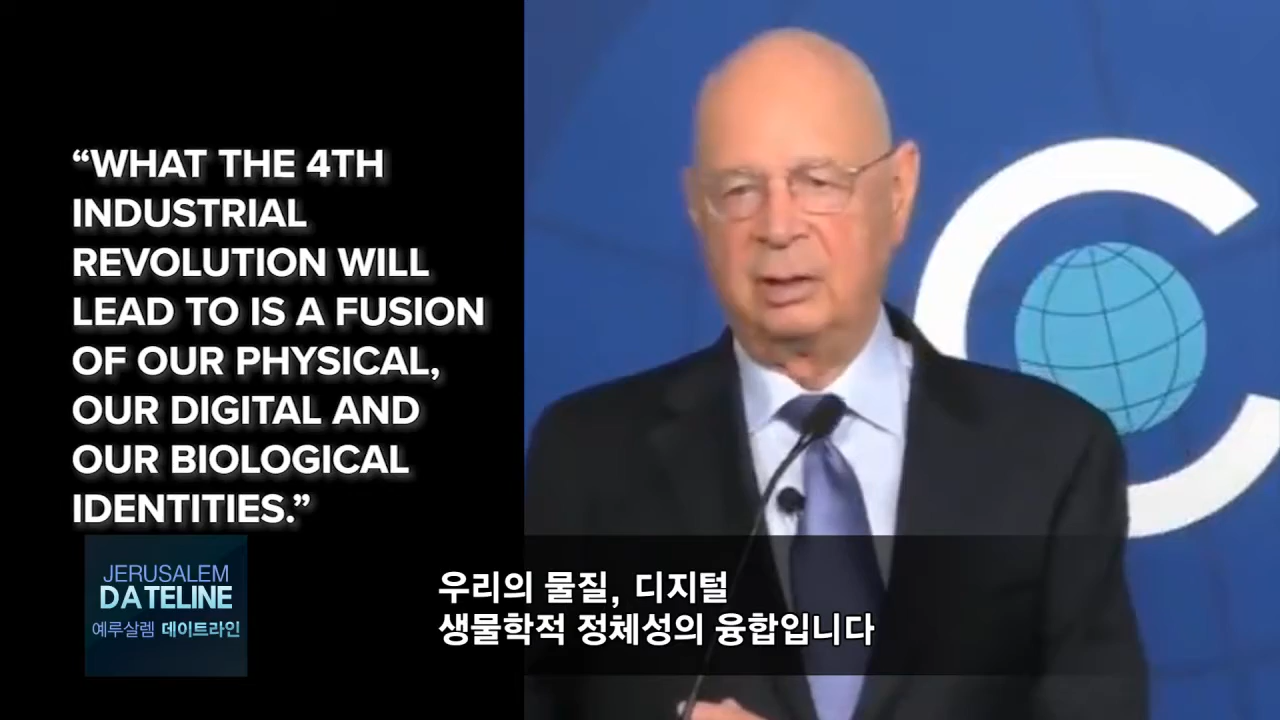 “WHAT THE 4TH
INDUSTRIAL
REVOLUTION WILL
LEAD TO IS A FUSION
OF OUR PHYSICAL,
OUR DIGITAL AND
OUR BIOLOGICAL
IDENTITIES.”
JERUSALEM
DATELINE
예루살렘 데이트라인
우리의 물질, 디지털
생물학적 정체성의 융합입니다